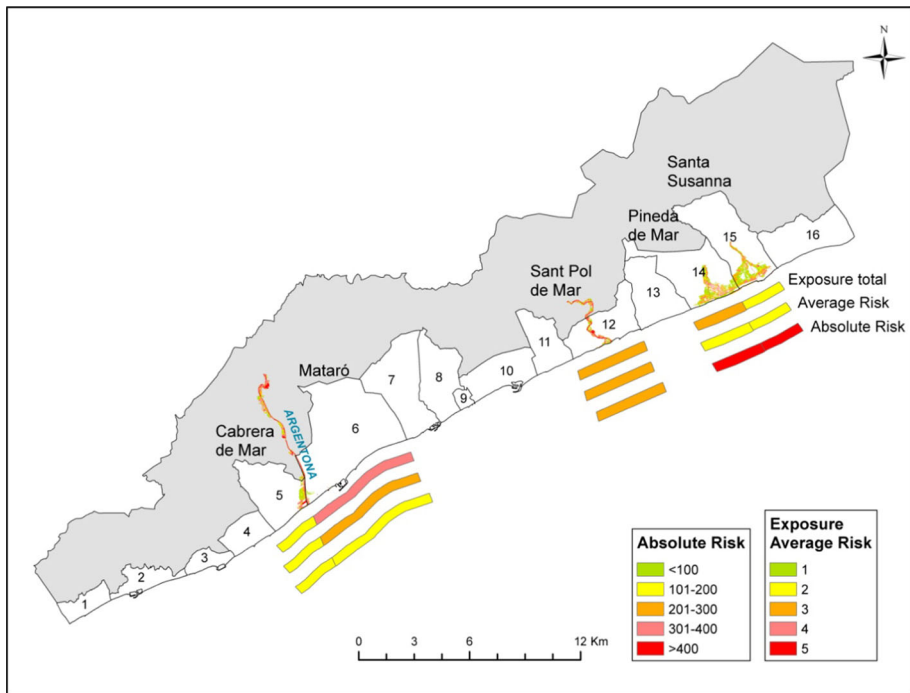 N
Santa
Susanna
Pineda
de Mar
15
16
14
Exposure total
Average Risk
Absolute Risk
Sant Pol
de Mar
13
12
11
10
Mataró
7
8
9
6
ARGENTONA
Cabrera
de Mar
5
4
3
2
1
Absolute Risk
<100
101-200
201-300
301-400
>400
Exposure
Average Risk
1
2
3
4
5
0 3 6 12 Km